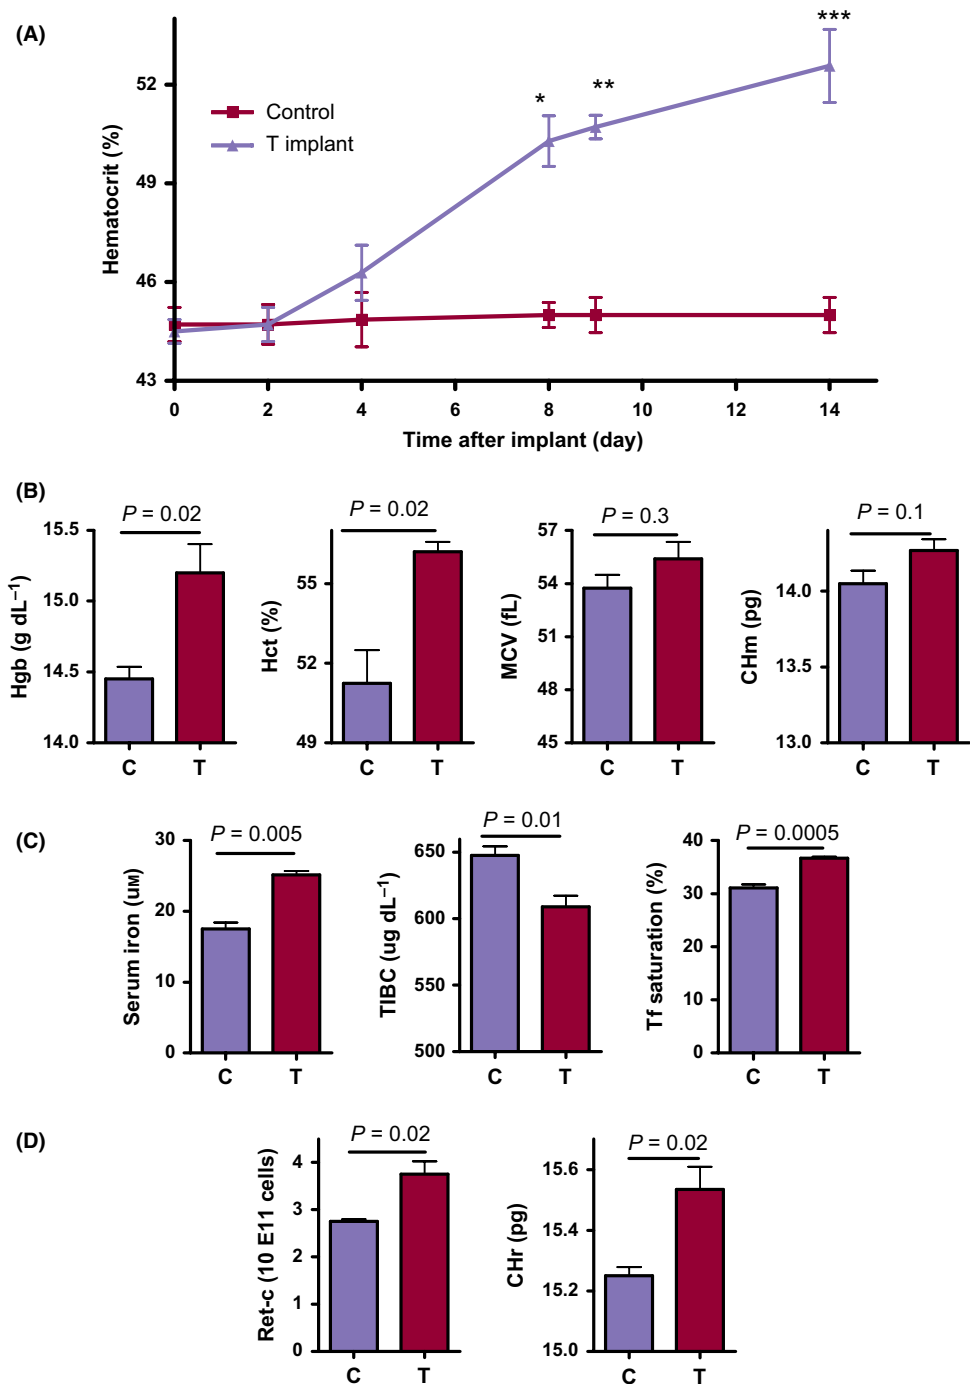 (A)
Hematocrit (%)
52
49
46
43
Control
T implant
*
**
***
0 2 4 6 8 10 12 14
Time after implant (day)
(B)
Hgb (g dL⁻¹)
15.5
15.0
14.5
14.0
P = 0.02
C T
Hct (%)
55
52
49
P = 0.02
C T
MCV (fL)
57
54
51
48
45
P = 0.3
C T
CHm (pg)
14.0
13.5
13.0
P = 0.1
C T
(C)
Serum iron (uM)
30
20
10
0
P = 0.005
C T
TIBC (ug dL⁻¹)
650
600
550
500
P = 0.01
C T
Tf saturation (%)
40
30
20
10
0
P = 0.0005
C T
(D)
Ret-c (10 E11 cells)
4
3
2
1
0
P = 0.02
C T
CHr (pg)
15.6
15.4
15.2
15.0
P = 0.02
C T